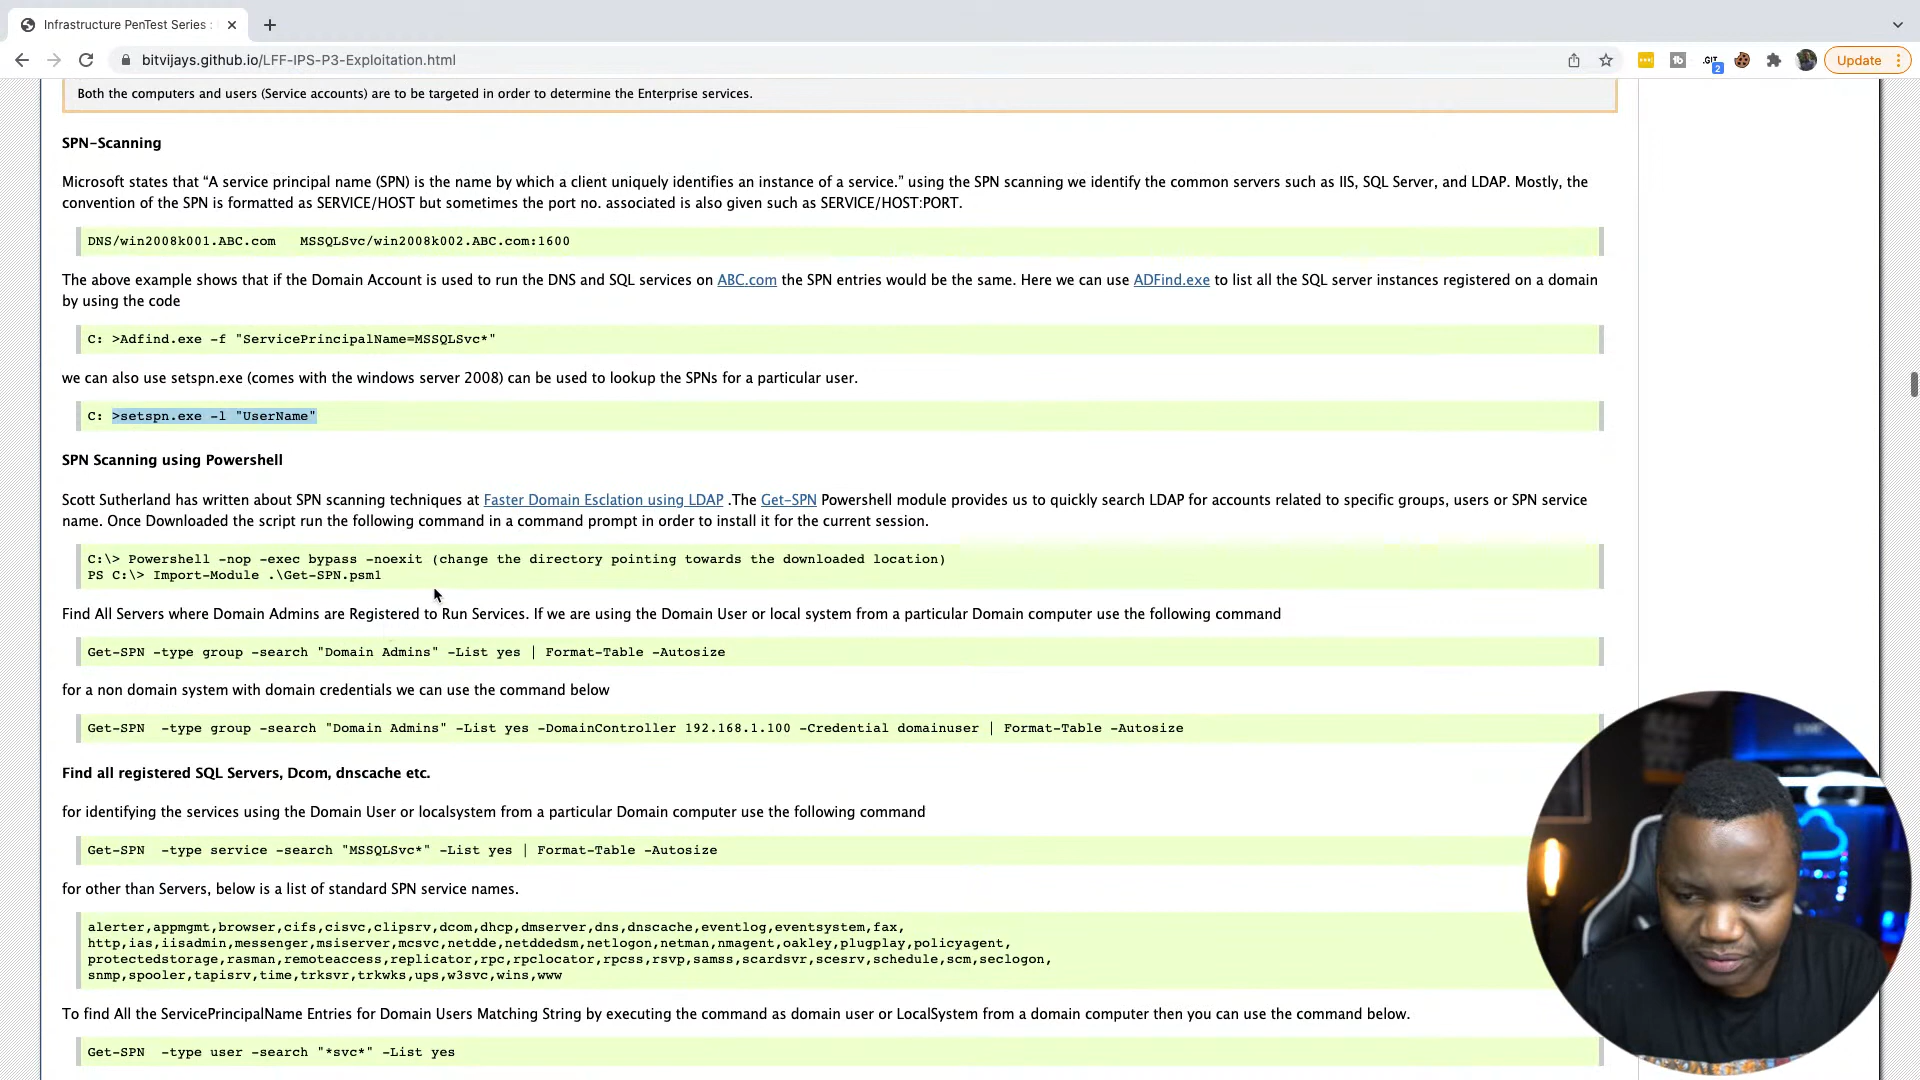 Infrastructure PenTest Series :
bitvijays.github.io/LFF-IPS-P3-Exploitation.html
.GIT
2
Update
Both the computers and users (Service accounts) are to be targeted in order to determine the Enterprise services.
SPN-Scanning
Microsoft states that “A service principal name (SPN) is the name by which a client uniquely identifies an instance of a service.” using the SPN scanning we identify the common servers such as IIS, SQL Server, and LDAP. Mostly, the
convention of the SPN is formatted as SERVICE/HOST but sometimes the port no. associated is also given such as SERVICE/HOST:PORT.
DNS/win2008k001.ABC.com   MSSQLSvc/win2008k002.ABC.com:1600
The above example shows that if the Domain Account is used to run the DNS and SQL services on ABC.com the SPN entries would be the same. Here we can use ADFind.exe to list all the SQL server instances registered on a domain
by using the code
C: >Adfind.exe -f "ServicePrincipalName=MSSQLSvc*"
we can also use setspn.exe (comes with the windows server 2008) can be used to lookup the SPNs for a particular user.
C: >setspn.exe -l "UserName"
SPN Scanning using Powershell
Scott Sutherland has written about SPN scanning techniques at Faster Domain Esclation using LDAP .The Get-SPN Powershell module provides us to quickly search LDAP for accounts related to specific groups, users or SPN service
name. Once Downloaded the script run the following command in a command prompt in order to install it for the current session.
C:\> Powershell -nop -exec bypass -noexit (change the directory pointing towards the downloaded location)
PS C:\> Import-Module .\Get-SPN.psm1
Find All Servers where Domain Admins are Registered to Run Services. If we are using the Domain User or local system from a particular Domain computer use the following command
Get-SPN -type group -search "Domain Admins" -List yes | Format-Table -Autosize
for a non domain system with domain credentials we can use the command below
Get-SPN  -type group -search "Domain Admins" -List yes -DomainController 192.168.1.100 -Credential domainuser | Format-Table -Autosize
Find all registered SQL Servers, Dcom, dnscache etc.
for identifying the services using the Domain User or localsystem from a particular Domain computer use the following command
Get-SPN  -type service -search "MSSQLSvc*" -List yes | Format-Table -Autosize
for other than Servers, below is a list of standard SPN service names.
alerter,appmgmt,browser,cifs,cisvc,clipsrv,dcom,dhcp,dmserver,dns,dnscache,eventlog,eventsystem,fax,
http,ias,iisadmin,messenger,msiserver,mcsvc,netdde,netddedsm,netlogon,netman,nmagent,oakley,plugplay,policyagent,
protectedstorage,rasman,remoteaccess,replicator,rpc,rpclocator,rpcss,rsvp,samss,scardsvr,scesrv,schedule,scm,seclogon,
snmp,spooler,tapisrv,time,trksvr,trkwks,ups,w3svc,wins,www
To find All the ServicePrincipalName Entries for Domain Users Matching String by executing the command as domain user or LocalSystem from a domain computer then you can use the command below.
Get-SPN  -type user -search "*svc*" -List yes